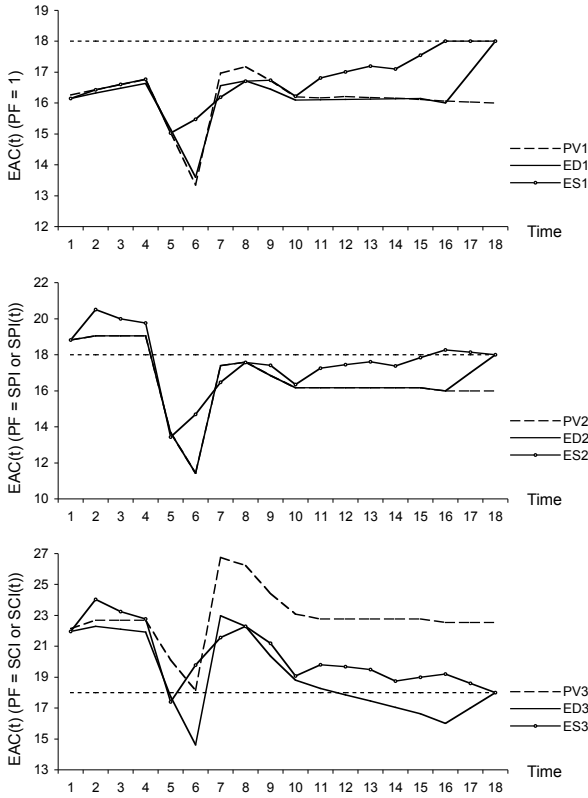 18
17
16
15
14
13
12
EAC(t) (PF = 1)
1 2 3 4 5 6 7 8 9 10 11 12 13 14 15 16 17 18
Time
PV1
ED1
ES1
22
20
18
16
14
12
10
EAC(t) (PF = SPI or SPI(t))
1 2 3 4 5 6 7 8 9 10 11 12 13 14 15 16 17 18
Time
PV2
ED2
ES2
27
25
23
21
19
17
15
13
EAC(t) (PF = SCI or SCI(t))
1 2 3 4 5 6 7 8 9 10 11 12 13 14 15 16 17 18
Time
PV3
ED3
ES3